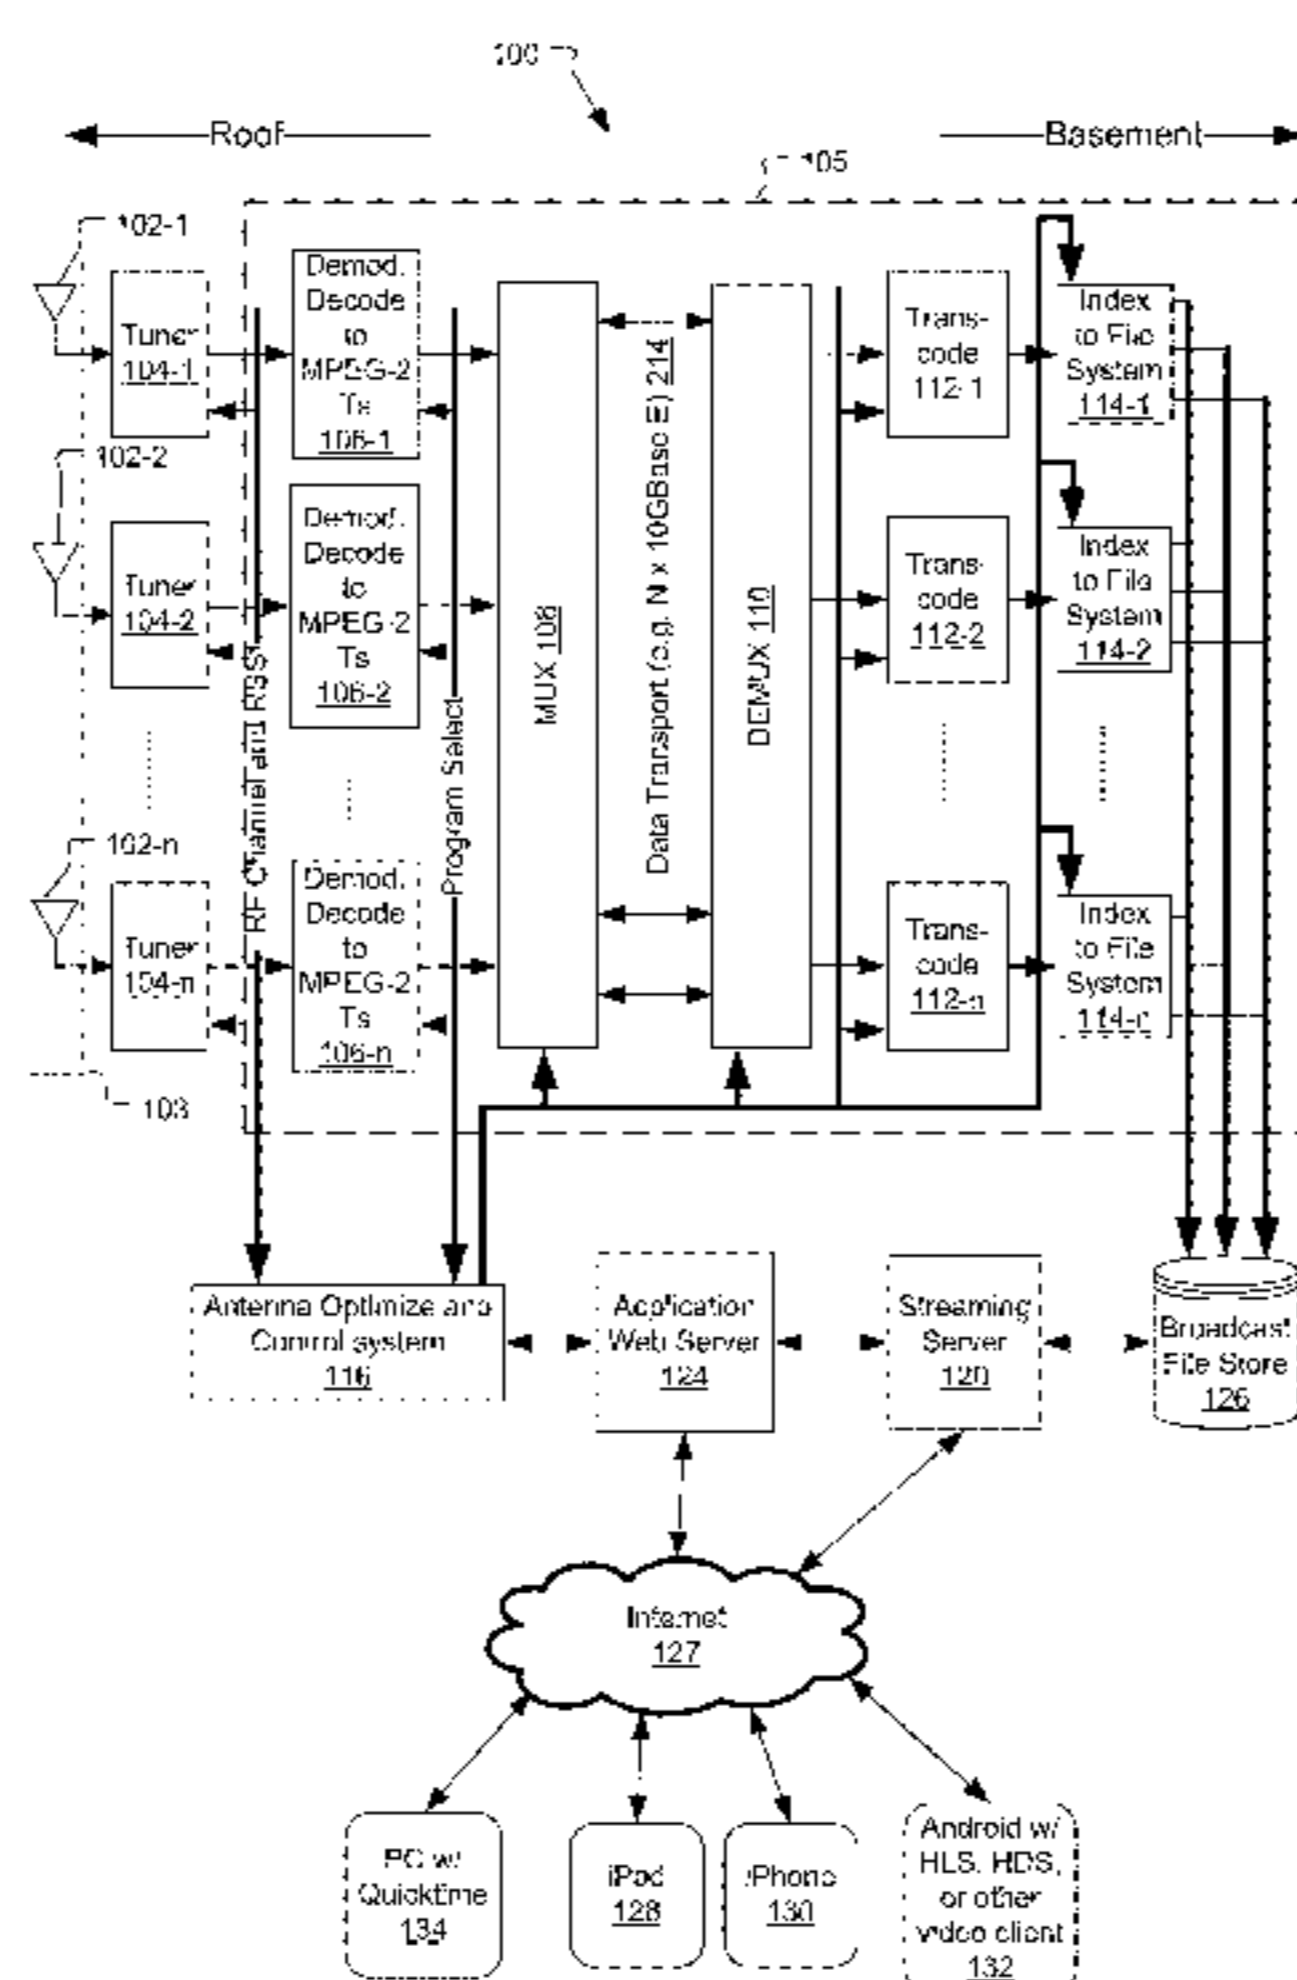 200
Roof
Basement
105
102-1
Tuner
104-1
Demod.
Decode
to
MPEG-2
Ts
106-1
Trans-
code
112-1
Index
to File
System
114-1
102-2
Tuner
104-2
Demod.
Decode
to
MPEG-2
Ts
106-2
Trans-
code
112-2
Index
to File
System
114-2
RF Channel and RSSI
Program Select
MUX 108
Data Transport (e.g. N x 10GBase E) 214
DEMUX 110
102-n
Tuner
104-n
Demod.
Decode
to
MPEG-2
Ts
106-n
Trans-
code
112-n
Index
to File
System
114-n
103
Antenna Optimize and
Control system
116
Application
Web Server
124
Streaming
Server
120
Broadcast
File Store
126
Internet
127
PC w/
Quicktime
134
iPad
128
iPhone
130
Android w/
HLS, HDS,
or other
video client
132